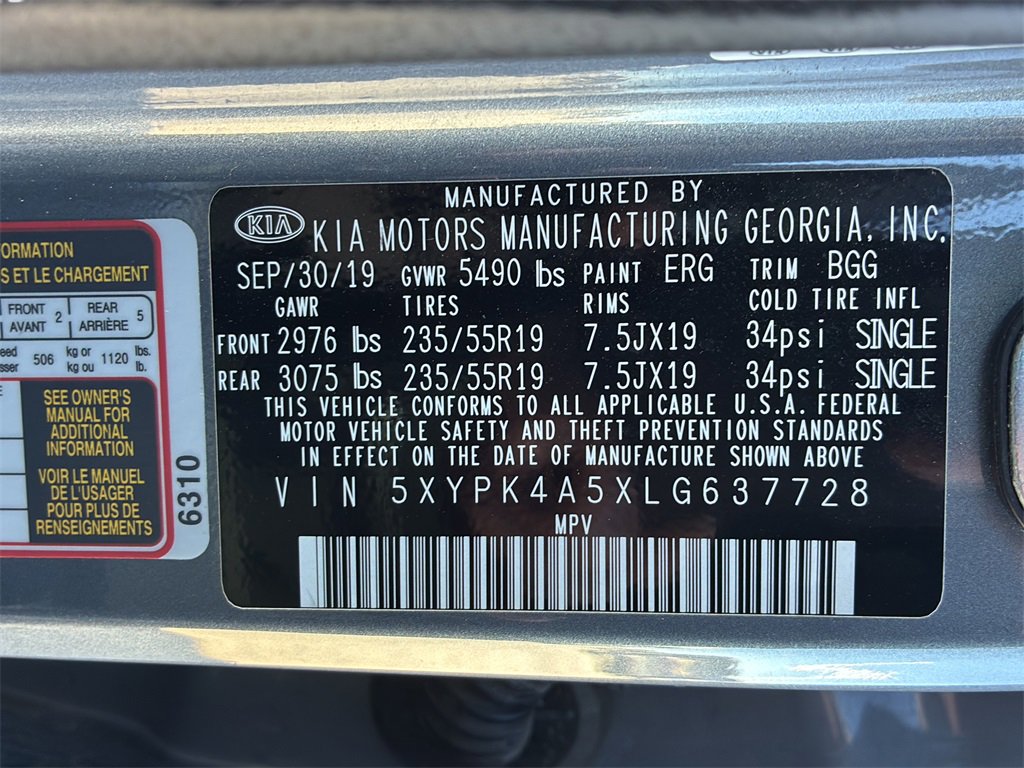 MANUFACTURED BY
KIA KIA MOTORS MANUFACTURING GEORGIA, INC.
SEP/30/19 GVWR 5490 lbs PAINT ERG TRIM BGG
GAWR TIRES RIMS COLD TIRE INFL
FRONT 2976 lbs 235/55R19 7.5JX19 34psi SINGLE
REAR 3075 lbs 235/55R19 7.5JX19 34psi SINGLE
THIS VEHICLE CONFORMS TO ALL APPLICABLE U.S.A. FEDERAL
MOTOR VEHICLE SAFETY AND THEFT PREVENTION STANDARDS
IN EFFECT ON THE DATE OF MANUFACTURE SHOWN ABOVE
VIN 5XYPK4A5XLG637728
MPV
ET LE CHARGEMENT
FRONT 2 REAR 5
AVANT ARRIÈRE
506 kg or 1120 lbs.
kg ou lb.
SEE OWNER'S
MANUAL FOR
ADDITIONAL
INFORMATION
VOIR LE MANUEL
DE L'USAGER
POUR PLUS DE
RENSEIGNEMENTS
6310